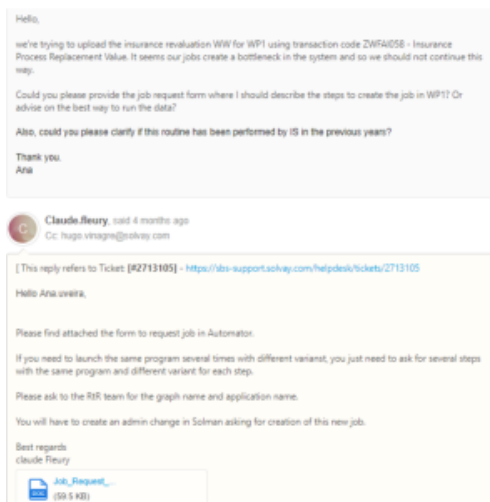 Hello,
we're trying to upload the insurance revaluation WW for WP1 using transaction code ZWFAI058 - Insurance
Process Replacement Value. It seems our jobs create a bottleneck in the system and so we should not continue this
way.
Could you please provide the job request form where I should describe the steps to create the job in WP1? Or
advise on the best way to run the data?
Also, could you please clarify if this routine has been performed by IS in the previous years?
Thank you.
Ana
C
Claude.fleury, said 4 months ago
Cc: hugo.vinagre@solvay.com
[ This reply refers to Ticket: [#2713105] - https://sbs-support.solvay.com/helpdesk/tickets/2713105
Hello Ana.uveira,
Please find attached the form to request job in Automator.
If you need to launch the same program several times with different varianst, you just need to ask for several steps
with the same program and different variant for each step.
Please ask to the RtR team for the graph name and application name.
You will have to create an admin change in Solman asking for creation of this new job.
Best regards
claude Fleury
Job_Request_...
DOC
(59.5 KB)